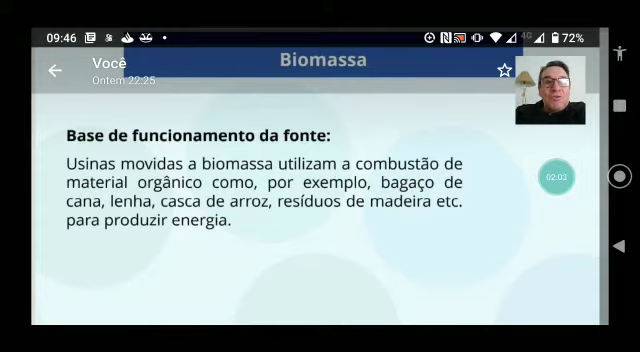 09:46
4G
72%
Você
Ontem 22:25
Biomassa
Base de funcionamento da fonte:
Usinas movidas a biomassa utilizam a combustão de
material orgânico como, por exemplo, bagaço de
cana, lenha, casca de arroz, resíduos de madeira etc.
para produzir energia.
02:03